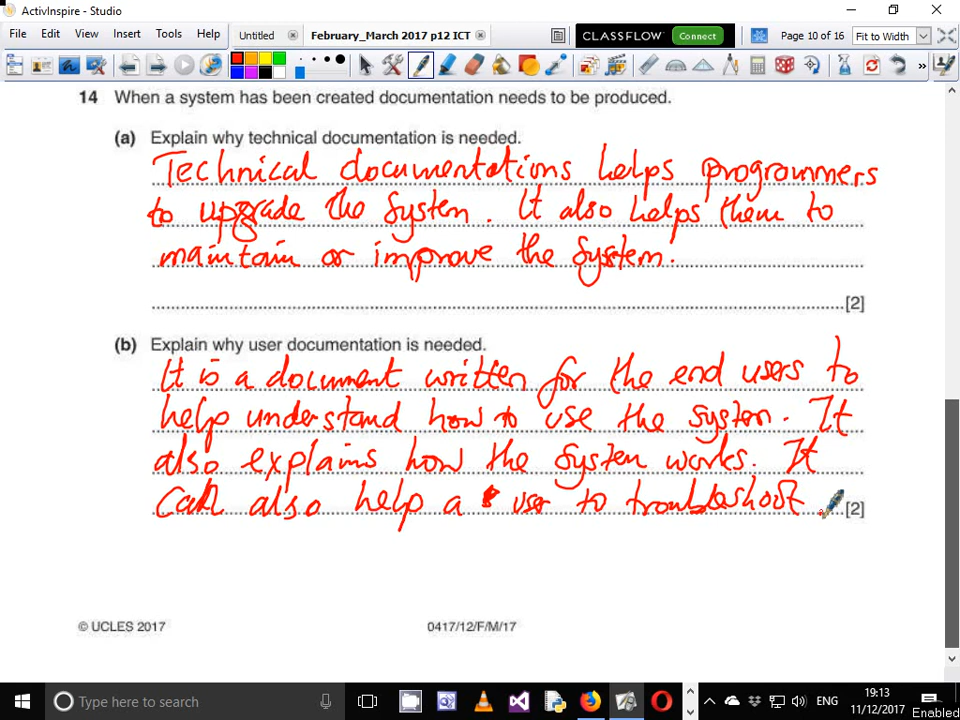 ActivInspire - Studio
File Edit View Insert Tools Help Untitled February_March 2017 p12 ICT CLASSFLOW Connect Page 10 of 16 Fit to Width
14 When a system has been created documentation needs to be produced.
(a) Explain why technical documentation is needed.
Technical documentations helps programmers
to upgrade the system. It also helps them to
maintain or improve the system.
[2]
(b) Explain why user documentation is needed.
It is a document written for the end users to
help understand how to use the system. It
also explains how the system works. It
can also help a user to troubleshoot [2]
© UCLES 2017 0417/12/F/M/17
Type here to search ENG 19:13
11/12/2017
Enabled